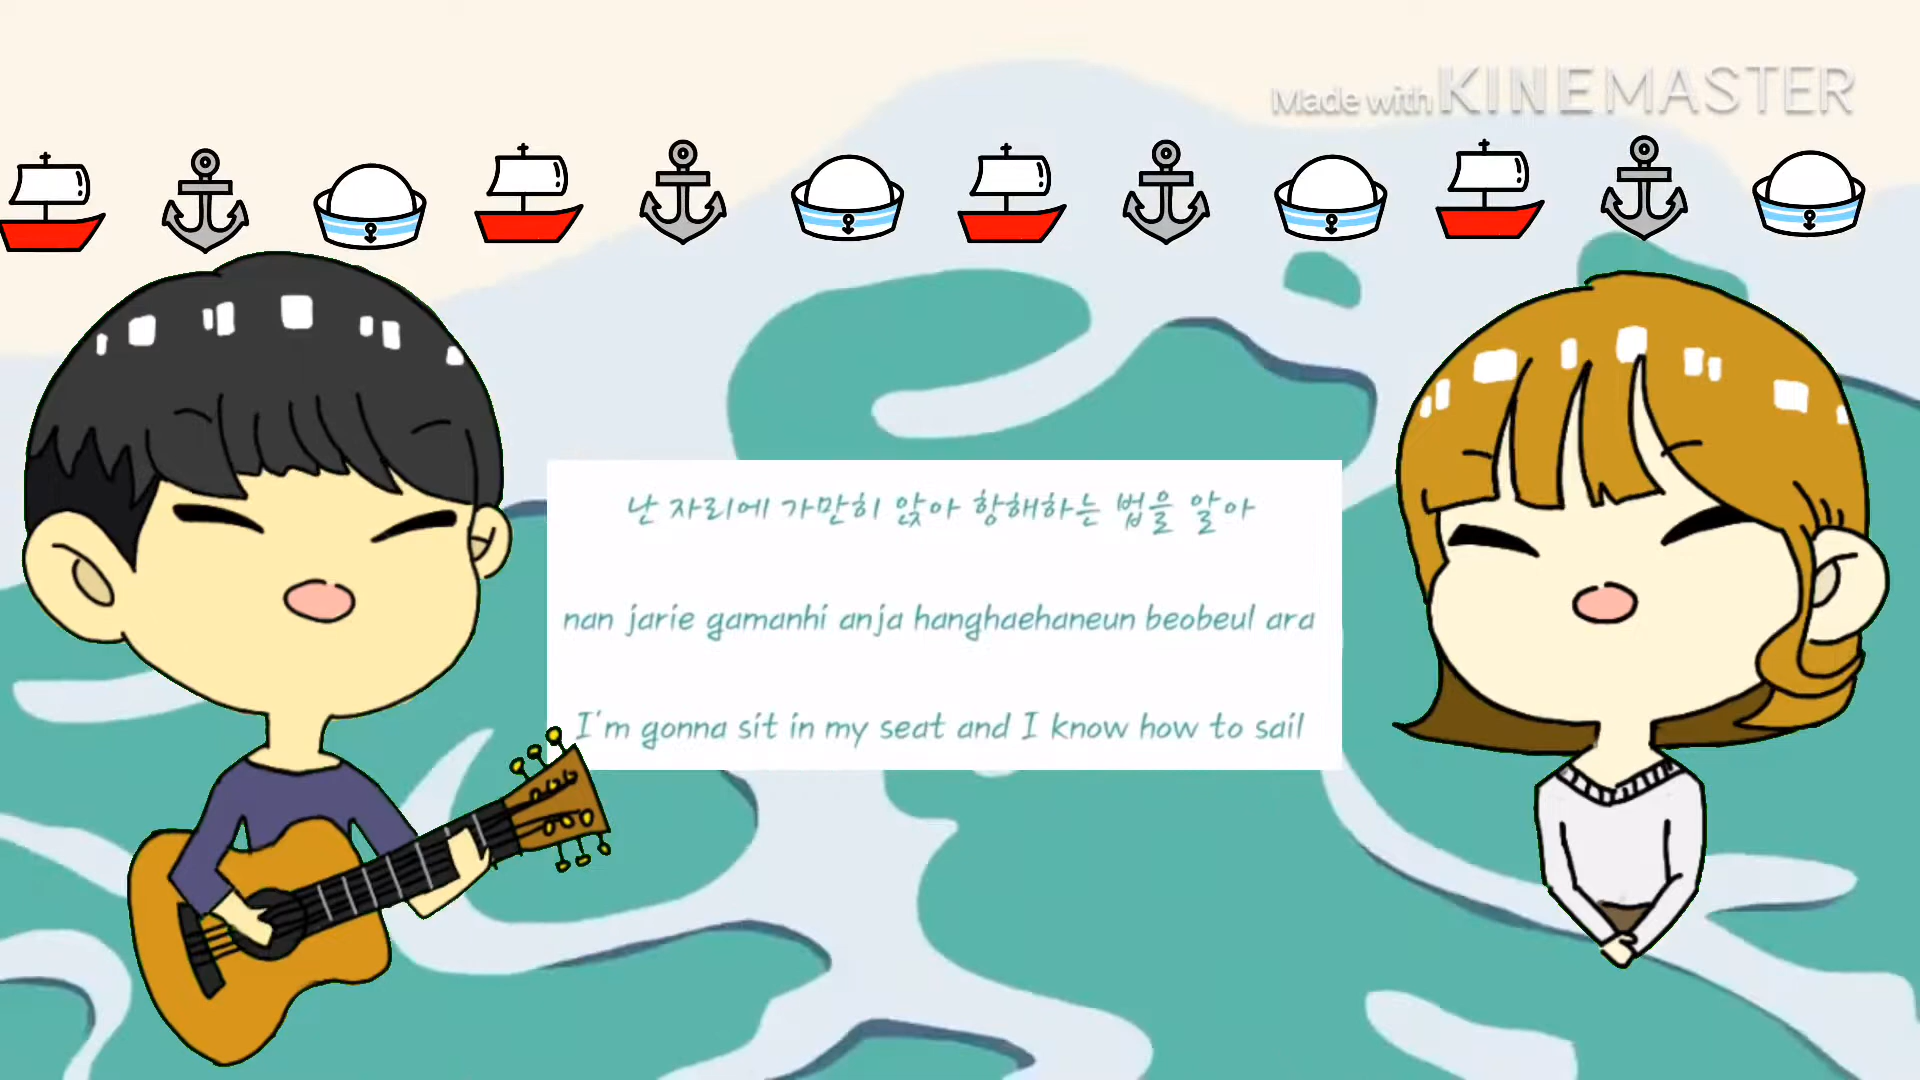 Made with KINEMASTER
난 자리에 가만히 앉아 항해하는 법을 알아
nan jarie gamanhi anja hanghaehaneun beobeul ara
I'm gonna sit in my seat and I know how to sail